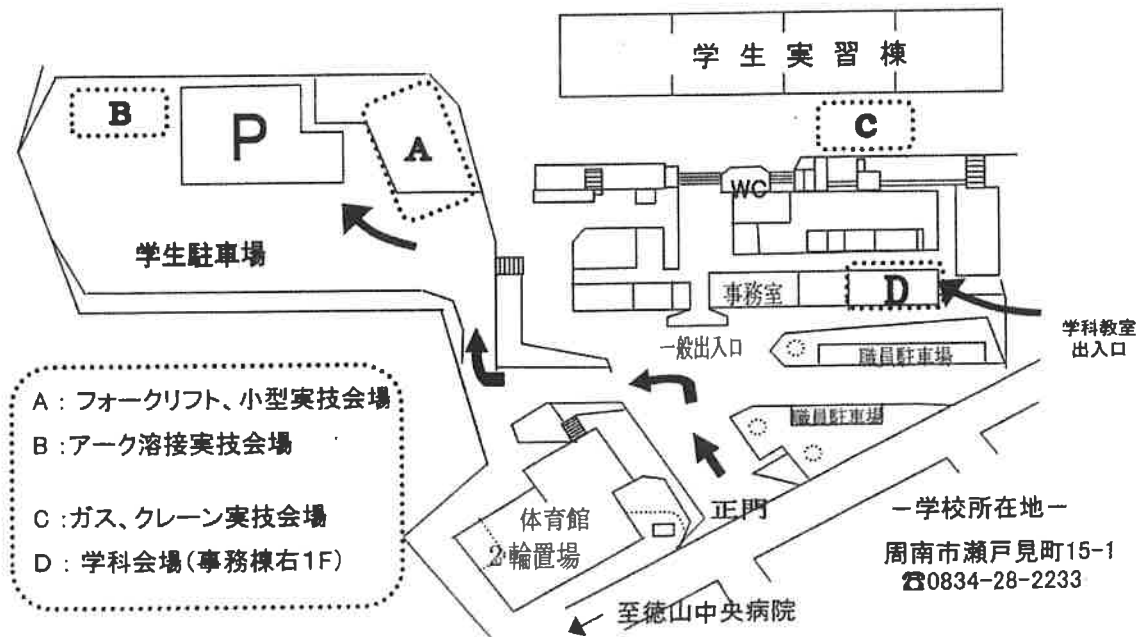 学生実習棟
B
P
A
C
WC
学生駐車場
事務室
D
一般出入口
学科教室
出入口
職員駐車場
職員駐車場
A：フォークリフト、小型実技会場
B：アーク溶接実技会場
C：ガス、クレーン実技会場
D：学科会場（事務棟右1F）
正門
体育館
2輪置場
－学校所在地－
周南市瀬戸見町15-1
☎0834-28-2233
至徳山中央病院